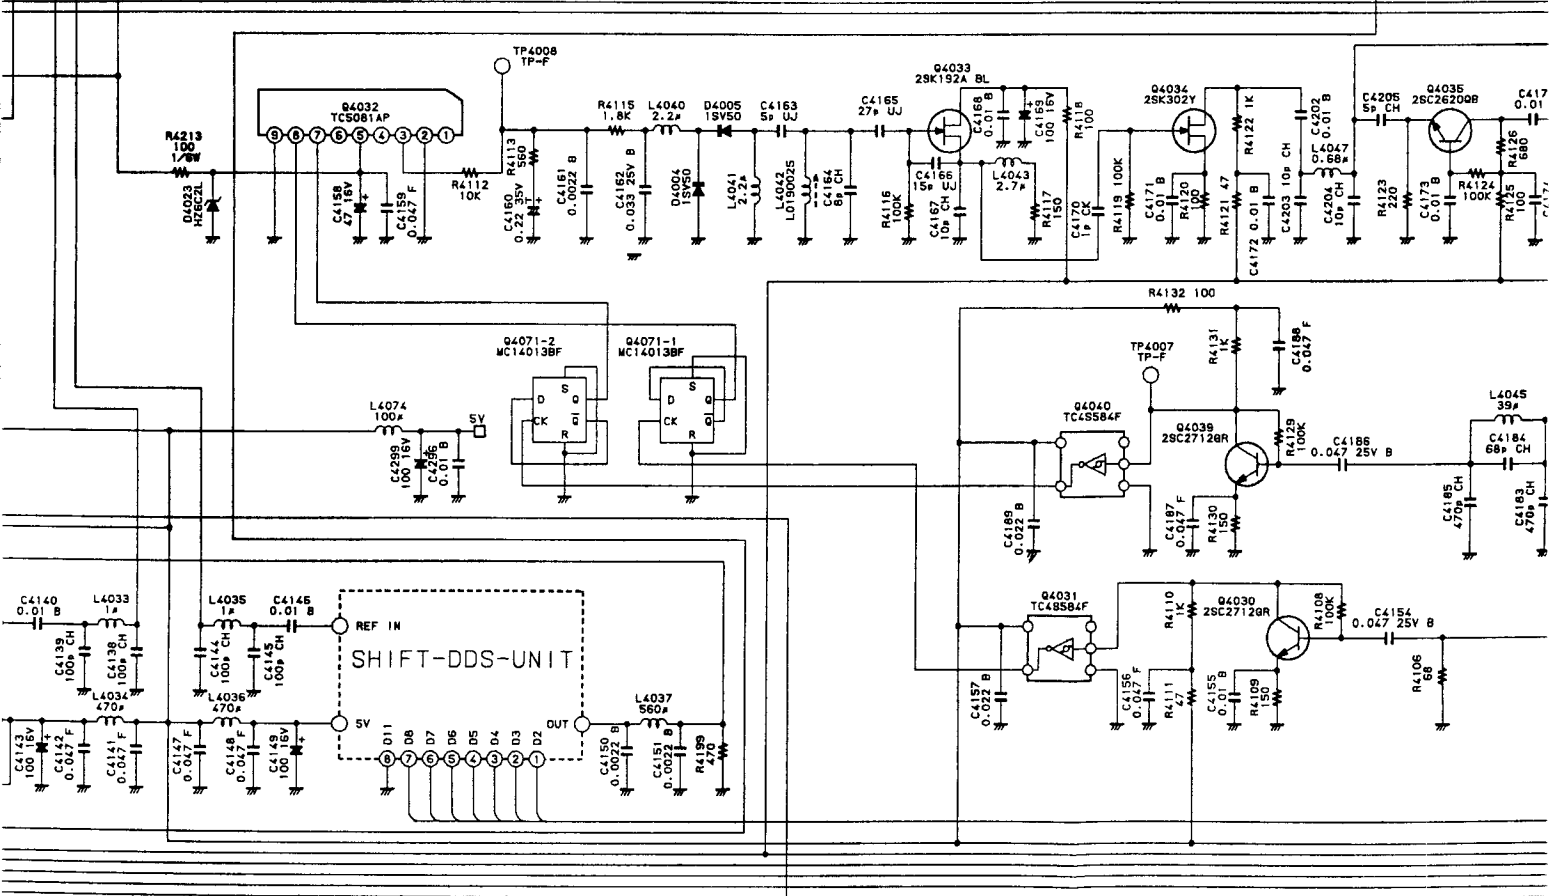 TP4008
TP-F
Q4032
TC5081AP
9 8 7 6 5 4 3 2 1
R4213
100
1/6W
D4023
HZ6C2L
C4158
47 16V
C4159
0.047 F
R4112
10K
R4113
560
C4160
0.22 35V
C4161
0.0022 B
R4115
1.8K
C4162
0.033 25V B
L4040
2.2μ
D4004
1SV50
D4005
1SV50
L4041
2.2μ
C4163
5p UJ
L4042
L0190025
C4164
8p CH
C4165
27p UJ
Q4033
2SK192A BL
R4116
100K
C4166
15p UJ
C4167
10p CH
C4168
0.01 B
C4169
100 16V
L4043
2.7μ
R4117
150
R4118
100
C4170
1p CK
R4119 100K
Q4034
2SK302Y
C4171
0.01 B
R4120
100
R4121 47
R4122 1K
C4172 0.01 B
C4203 10p CH
C4202
0.01 B
L4047
0.68μ
C4204
10p CH
C4205
5p CH
R4123
220
Q4035
2SC2620QB
C4173
0.01 B
R4124
100K
R4125
100
R4126
680
C417
0.01
R4132 100
R4131
1K
C4188
0.047 F
TP4007
TP-F
Q4071-2
MC14013BF
D S Q CK Q R
Q4071-1
MC14013BF
D S Q CK Q R
L4074
100μ
5V
C4299
100 16V
C4296
0.01 B
Q4040
TC4S584F
Q4039
2SC2712GR
R4129
100K
C4186
0.047 25V B
L4045
39μ
C4184
68p CH
C4185
470p CH
C4183
470p CH
C4189
0.022 B
C4187
0.047 F
R4130
150
C4140
0.01 B
L4033
1μ
C4139
100p CH
C4138
100p CH
L4035
1μ
C4144
100p CH
C4145
100p CH
C4146
0.01 B
REF IN
SHIFT-DDS-UNIT
5V
OUT
D11 D8 D7 D6 D5 D4 D3 D2
8 7 6 5 4 3 2 1
L4034
470μ
L4036
470μ
C4143
100 16V
C4142
0.047 F
C4141
0.047 F
C4147
0.047 F
C4148
0.047 F
C4149
100 16V
L4037
560μ
C4150
0.0022 B
C4151
0.0022 B
R4199
470
Q4031
TC4S584F
R4110
1K
Q4030
2SC2712GR
R4108
100K
C4154
0.047 25V B
C4157
0.022 B
C4156
0.047 F
R4111
47
C4155
0.01 B
R4109
150
R4106
68